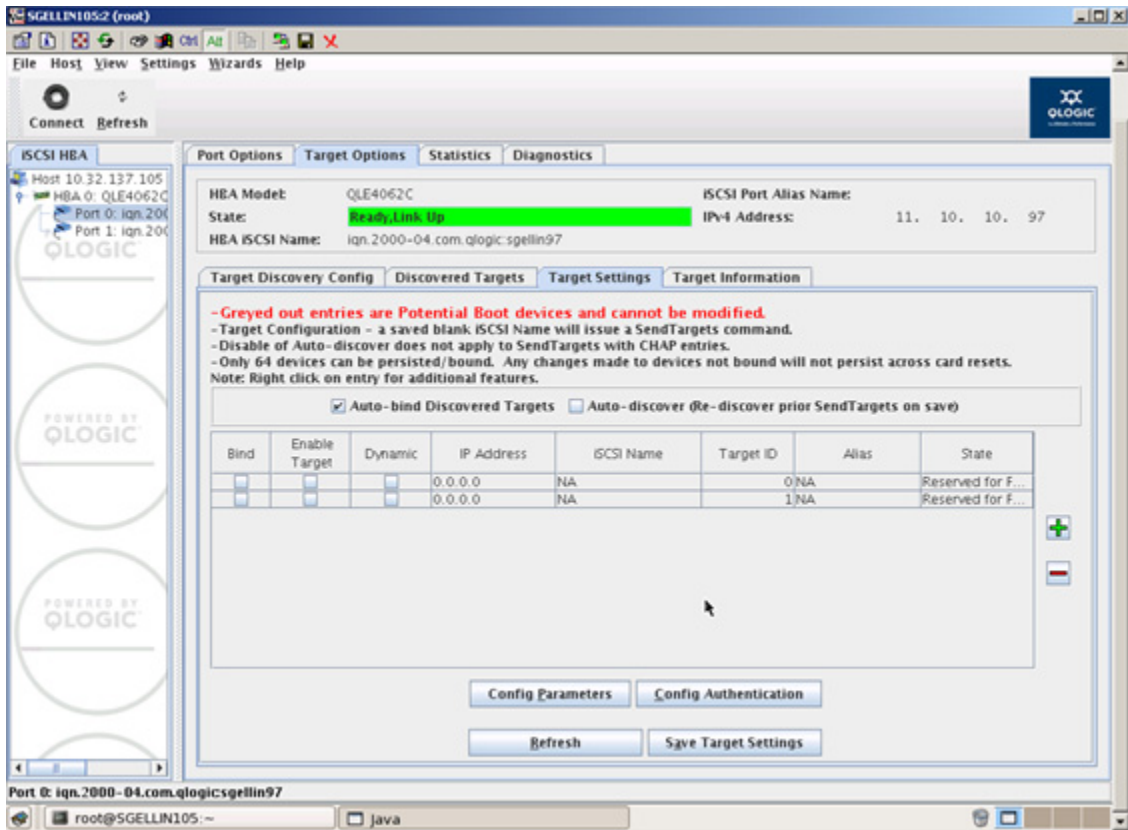 SGELLIN105:2 (root)
Ctrl Alt
File Host View Settings Wizards Help
Connect Refresh
QLOGIC
iSCSI HBA
Host 10.32.137.105
HBA 0: QLE4062C
Port 0: iqn.200
Port 1: iqn.200
QLOGIC
POWERED BY
QLOGIC
POWERED BY
QLOGIC
Port Options Target Options Statistics Diagnostics
HBA Model: QLE4062C iSCSI Port Alias Name:
State: Ready,Link Up IPv4 Address: 11. 10. 10. 97
HBA iSCSI Name: iqn.2000-04.com.qlogic:sgellin97
Target Discovery Config Discovered Targets Target Settings Target Information
-Greyed out entries are Potential Boot devices and cannot be modified.
-Target Configuration - a saved blank iSCSI Name will issue a SendTargets command.
-Disable of Auto-discover does not apply to SendTargets with CHAP entries.
-Only 64 devices can be persisted/bound. Any changes made to devices not bound will not persist across card resets.
Note: Right click on entry for additional features.
Auto-bind Discovered Targets Auto-discover (Re-discover prior SendTargets on save)
Bind Enable Target Dynamic IP Address iSCSI Name Target ID Alias State
0.0.0.0 NA 0 NA Reserved for F...
0.0.0.0 NA 1 NA Reserved for F...
Config Parameters Config Authentication
Refresh Save Target Settings
Port 0: iqn.2000-04.com.qlogic:sgellin97
root@SGELLIN105:~ Java